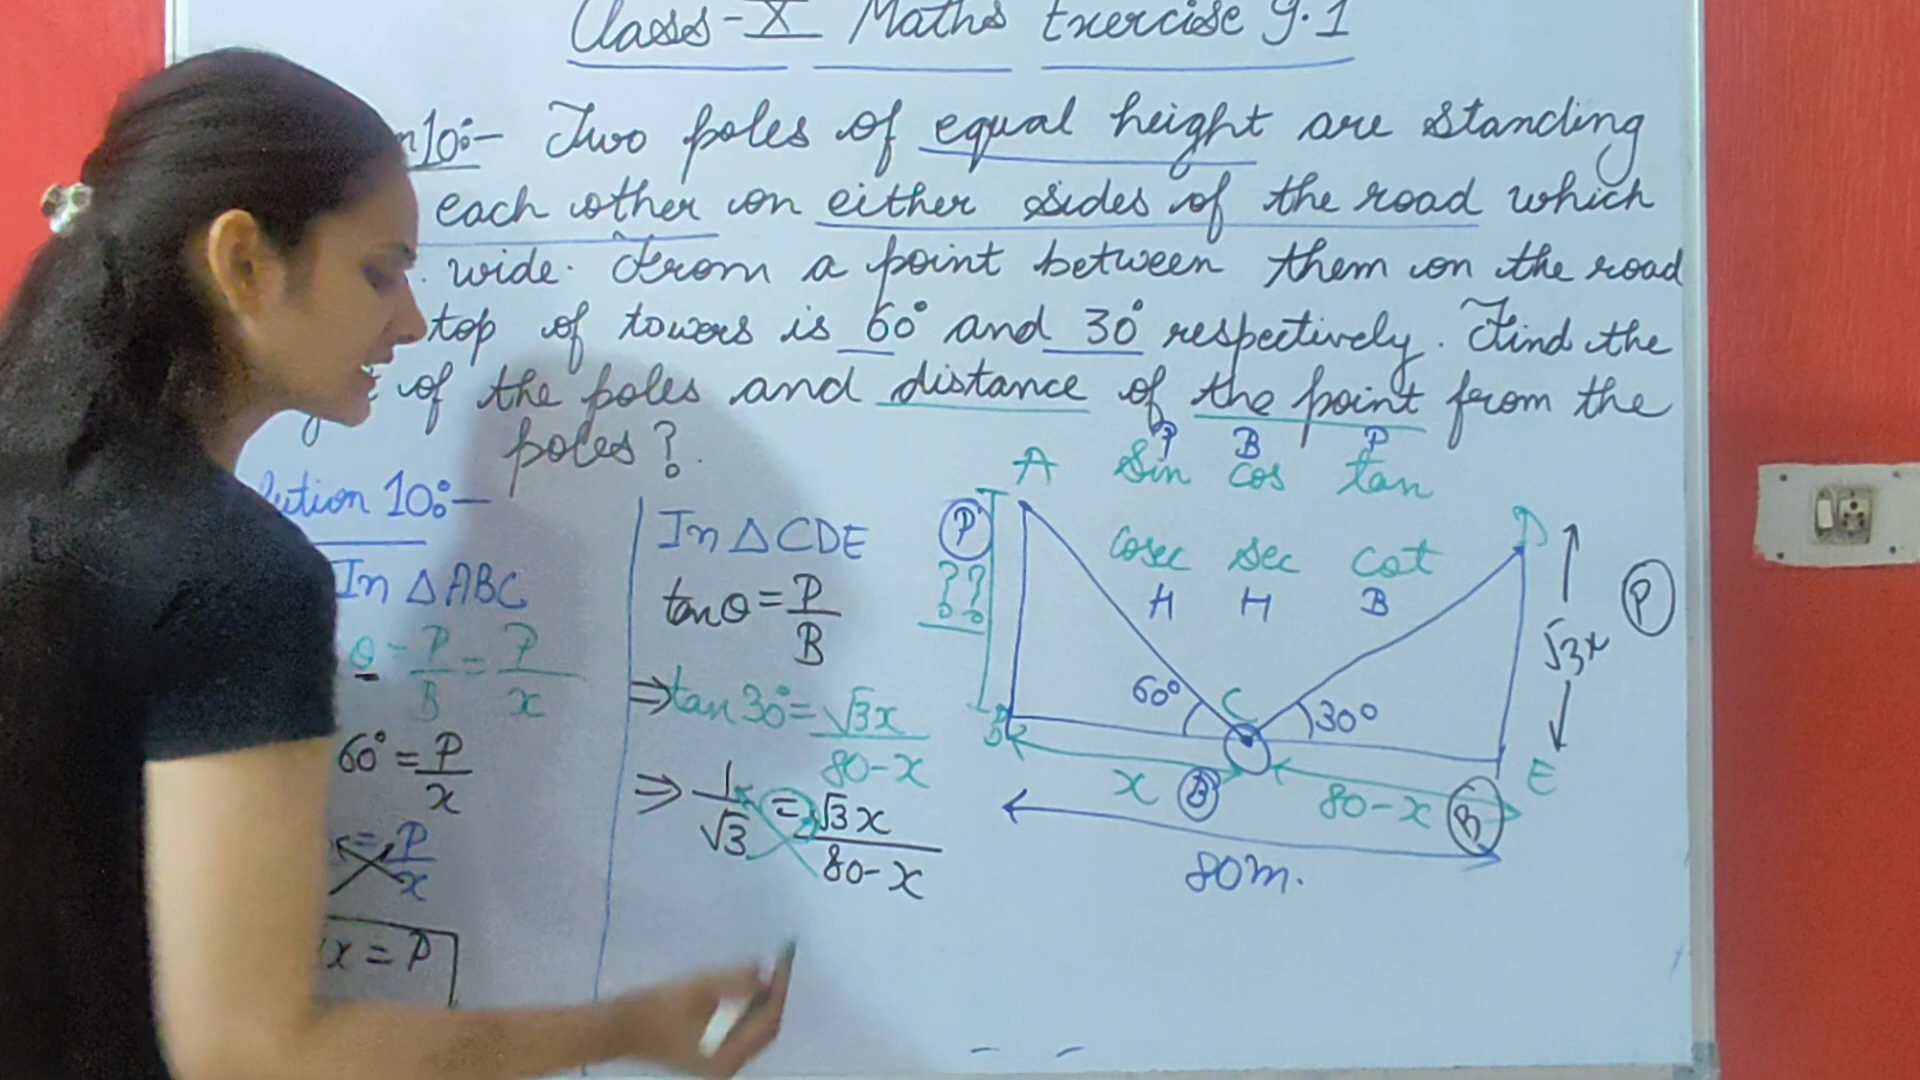 Class-X Maths Exercise 9.1
n10:- Two poles of equal height are standing
each other on either sides of the road which
wide. From a point between them on the road
top of towers is 60° and 30° respectively. Find the
of the poles and distance of the point from the
poles?
lution 10:-
In △ABC
θ = P/B = P/x
60° = P/x
= P/x
x = P
In △CDE
tanθ = P/B
⇒ tan 30° = √3x/80-x
⇒ 1/√3 = √3x/80-x
P B P
Sin Cos tan
Cosec Sec Cot
H H B
A
P
??
B
60°
C
30°
D
√3x
P
E
x
B
80-x
B
80m.